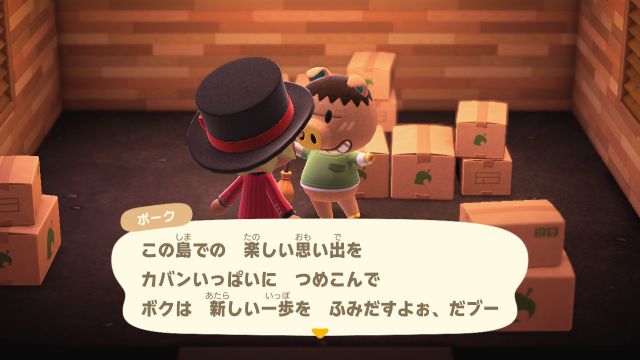 ポーク
この島での　楽しい思い出を
カバンいっぱいに　つめこんで
ボクは　新しい一歩を　ふみだすよぉ、だブー